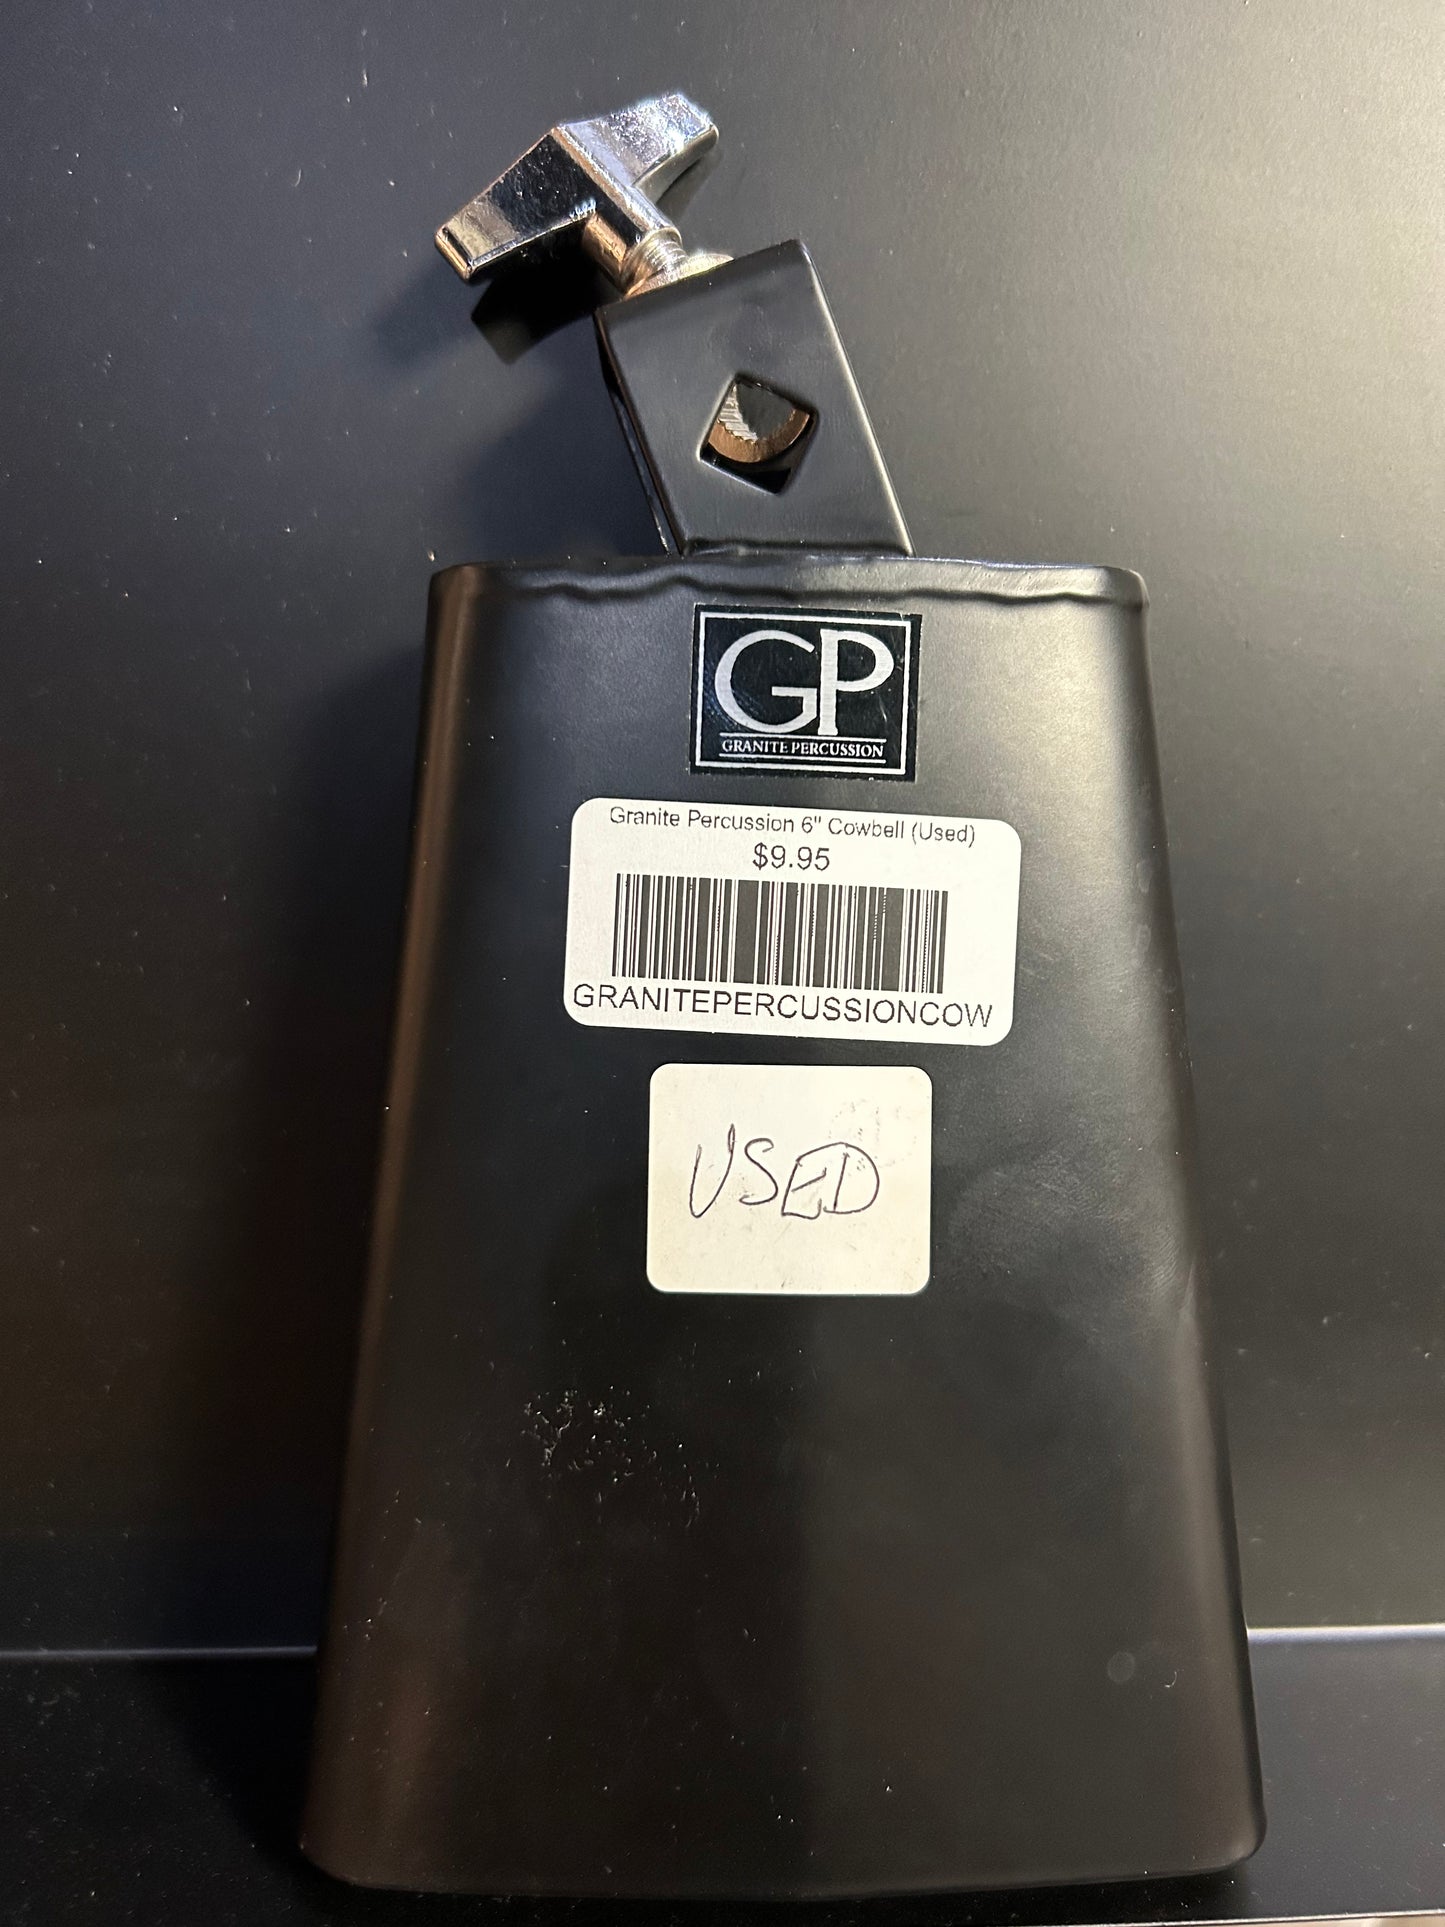 GP
GRANITE PERCUSSION
Granite Percussion 6" Cowbell (Used)
$9.95
GRANITEPERCUSSIONCOW
USED